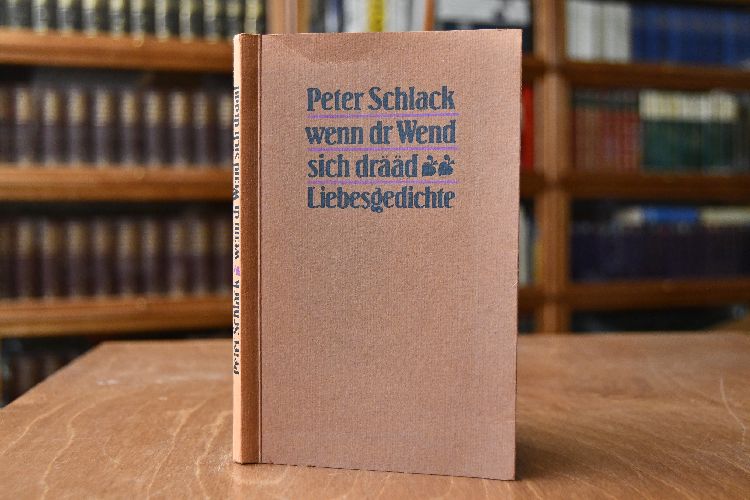 Peter Schlack
wenn dr Wend
sich drääd
Liebesgedichte
Peter Schlack wenn dr Wend sich drääd